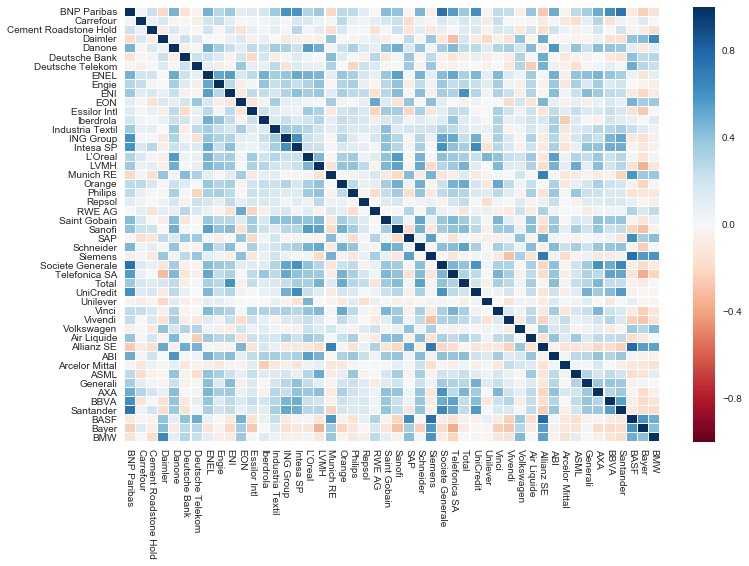 BNP Paribas
Carrefour
Cement Roadstone Hold
Daimler
Danone
Deutsche Bank
Deutsche Telekom
ENEL
Engie
ENI
EON
Essilor Intl
Iberdrola
Industria Textil
ING Group
Intesa SP
L'Oreal
LVMH
Munich RE
Orange
Philips
Repsol
RWE AG
Saint Gobain
Sanofi
SAP
Schneider
Siemens
Societe Generale
Telefonica SA
Total
UniCredit
Unilever
Vinci
Vivendi
Volkswagen
Air Liquide
Allianz SE
ABI
Arcelor Mittal
ASML
Generali
AXA
BBVA
Santander
BASF
Bayer
BMW
BNP Paribas
Carrefour
Cement Roadstone Hold
Daimler
Danone
Deutsche Bank
Deutsche Telekom
ENEL
Engie
ENI
EON
Essilor Intl
Iberdrola
Industria Textil
ING Group
Intesa SP
L'Oreal
LVMH
Munich RE
Orange
Philips
Repsol
RWE AG
Saint Gobain
Sanofi
SAP
Schneider
Siemens
Societe Generale
Telefonica SA
Total
UniCredit
Unilever
Vinci
Vivendi
Volkswagen
Air Liquide
Allianz SE
ABI
Arcelor Mittal
ASML
Generali
AXA
BBVA
Santander
BASF
Bayer
BMW
0.8
0.4
0.0
−0.4
−0.8